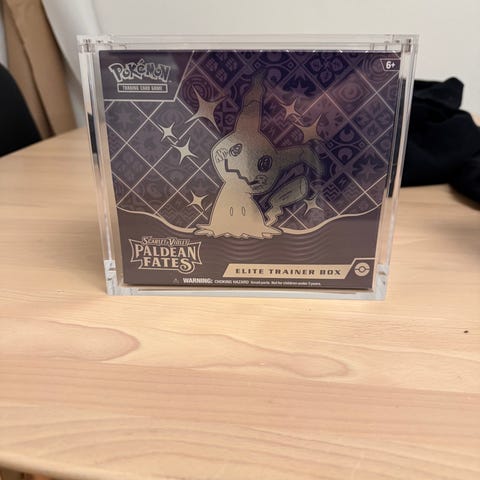 POKÉMON
TRADING CARD GAME
6+
SCARLET & VIOLET
PALDEAN
FATES
ELITE TRAINER BOX
WARNING: CHOKING HAZARD Small parts. Not for children under 3 years.